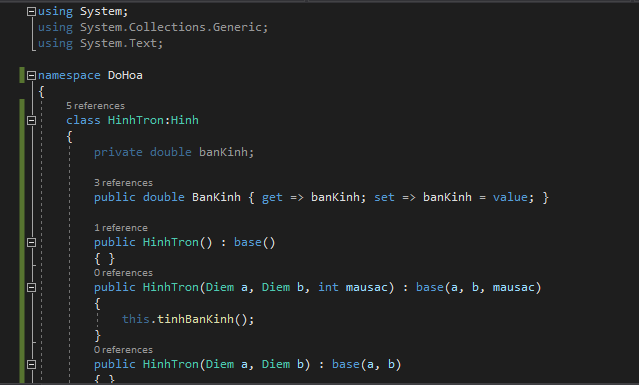 using System;
using System.Collections.Generic;
using System.Text;
namespace DoHoa
{
5 references
class HinhTron:Hinh
{
private double banKinh;
3 references
public double BanKinh { get => banKinh; set => banKinh = value; }
1 reference
public HinhTron() : base()
{ }
0 references
public HinhTron(Diem a, Diem b, int mausac) : base(a, b, mausac)
{
this.tinhBanKinh();
}
0 references
public HinhTron(Diem a, Diem b) : base(a, b)
{ }